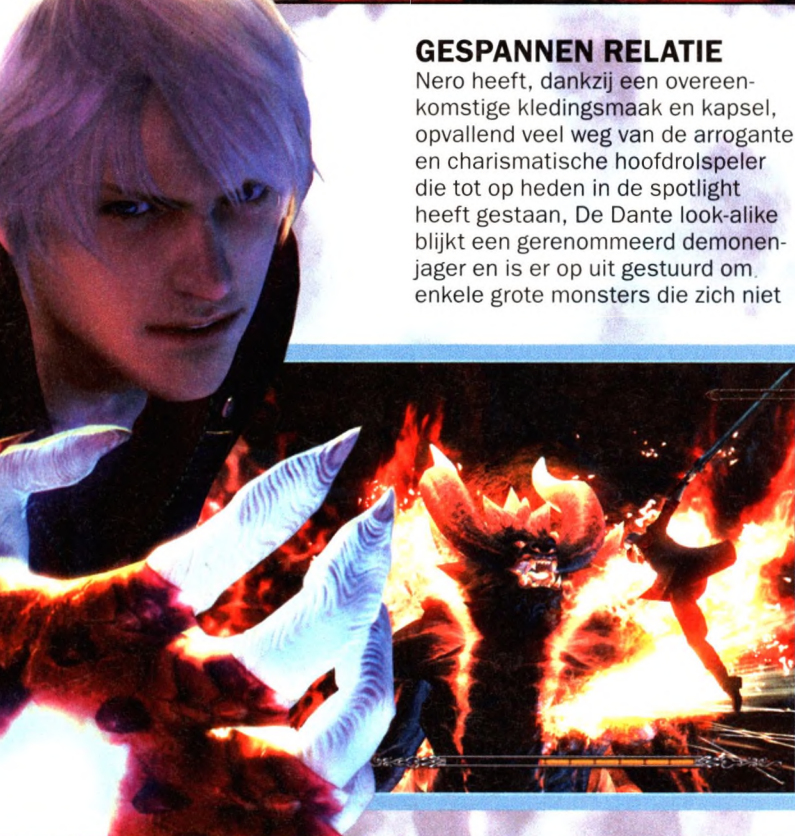 GESPANNEN RELATIE
Nero heeft, dankzij een overeen-
komstige kledingsmaak en kapsel,
opvallend veel weg van de arrogante
en charismatische hoofdrolspeler
die tot op heden in de spotlight
heeft gestaan, De Dante look-alike
blijkt een gerenommeerd demonen-
jager en is er op uit gestuurd om
enkele grote monsters die zich niet